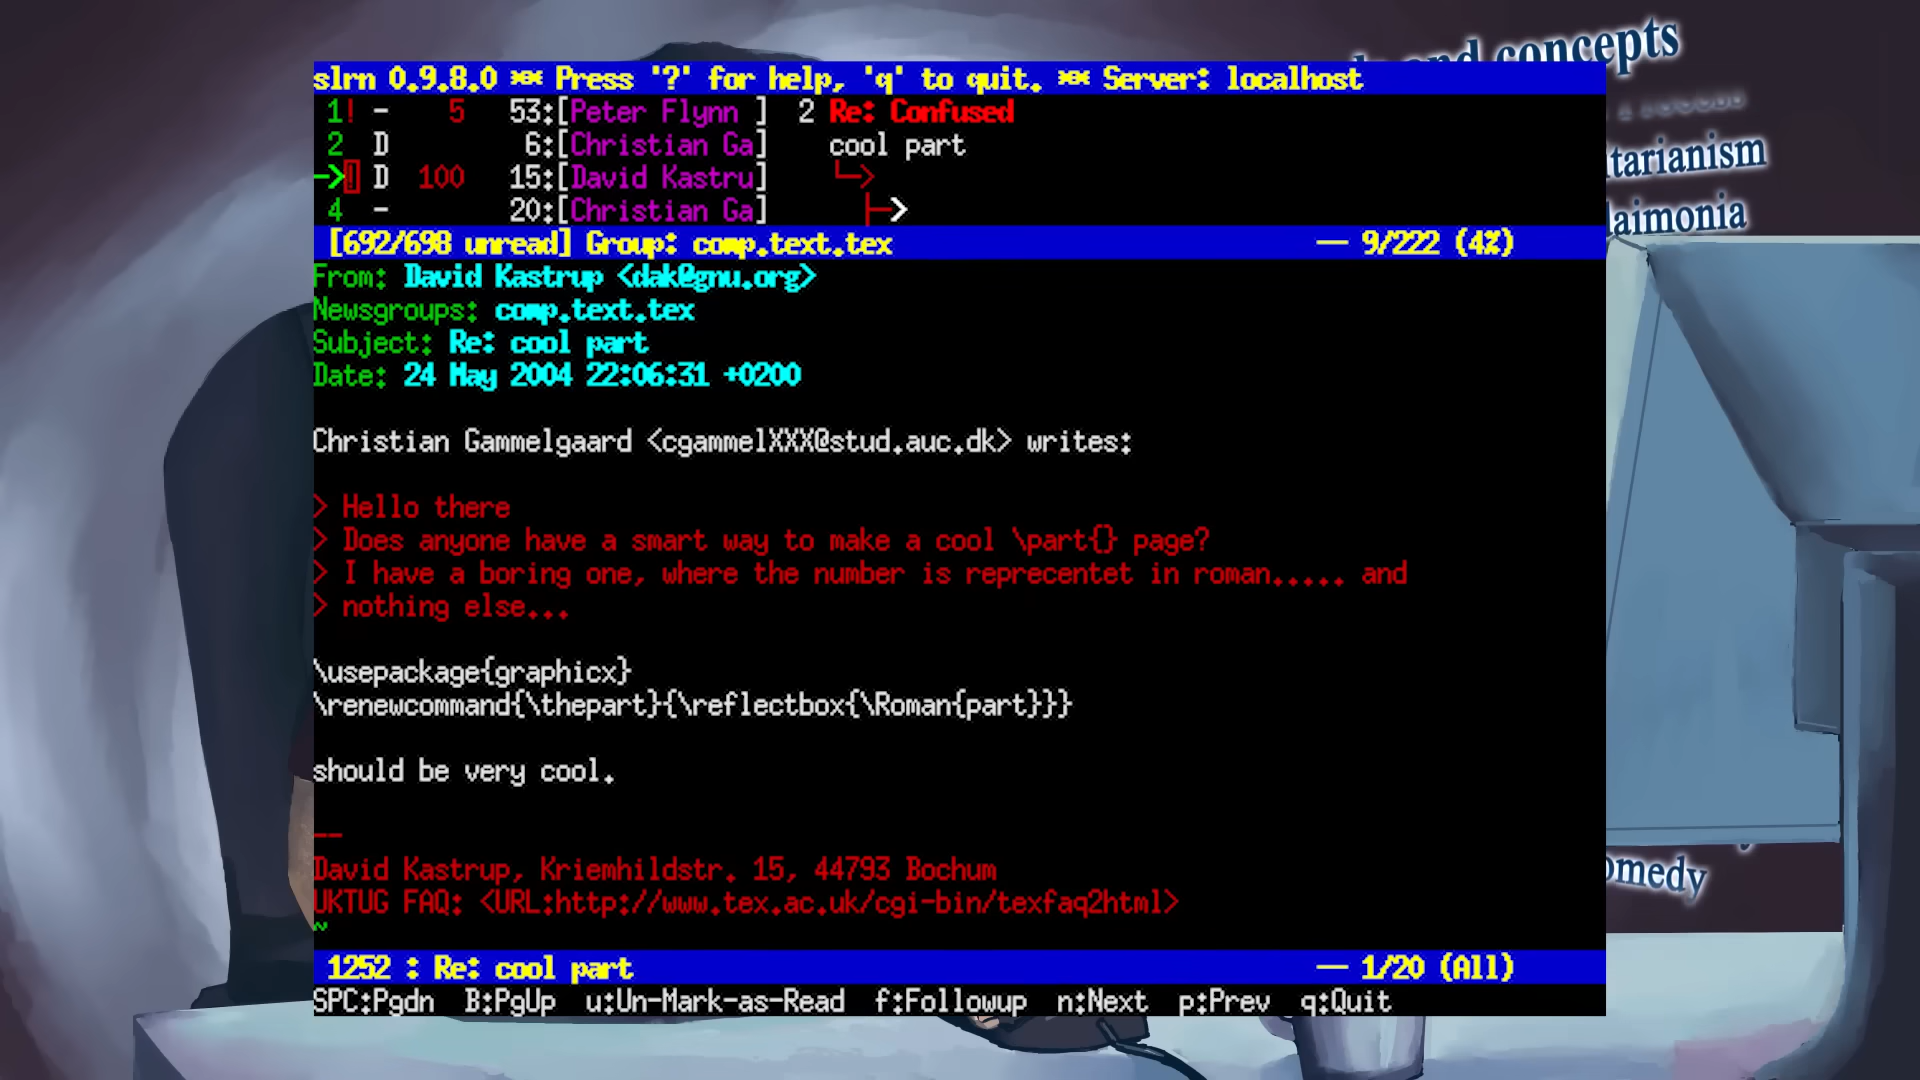 and concepts
tarianism
slrn 0.9.8.0 ** Press '?' for help, 'q' to quit. ** Server: localhost
1! - 5 53:[Peter Flynn ] 2 Re: Confused
2 D 6:[Christian Ga] cool part
->! D 100 15:[David Kastru] └─>
4 - 20:[Christian Ga] ├─>
[692/698 unread] Group: comp.text.tex -- 9/222 (4%)
From: David Kastrup <dak@gnu.org>
Newsgroups: comp.text.tex
Subject: Re: cool part
Date: 24 May 2004 22:06:31 +0200
Christian Gammelgaard <cgammelXXX@stud.auc.dk> writes:
> Hello there
> Does anyone have a smart way to make a cool \part{} page?
> I have a boring one, where the number is reprecentet in roman..... and
> nothing else...
\usepackage{graphicx}
\renewcommand{\thepart}{\reflectbox{\Roman{part}}}
should be very cool.
--
David Kastrup, Kriemhildstr. 15, 44793 Bochum
UKTUG FAQ: <URL:http://www.tex.ac.uk/cgi-bin/texfaq2html>
~
1252 : Re: cool part -- 1/20 (All)
SPC:Pgdn B:PgUp u:Un-Mark-as-Read f:Followup n:Next p:Prev q:Quit
aimonia
omedy